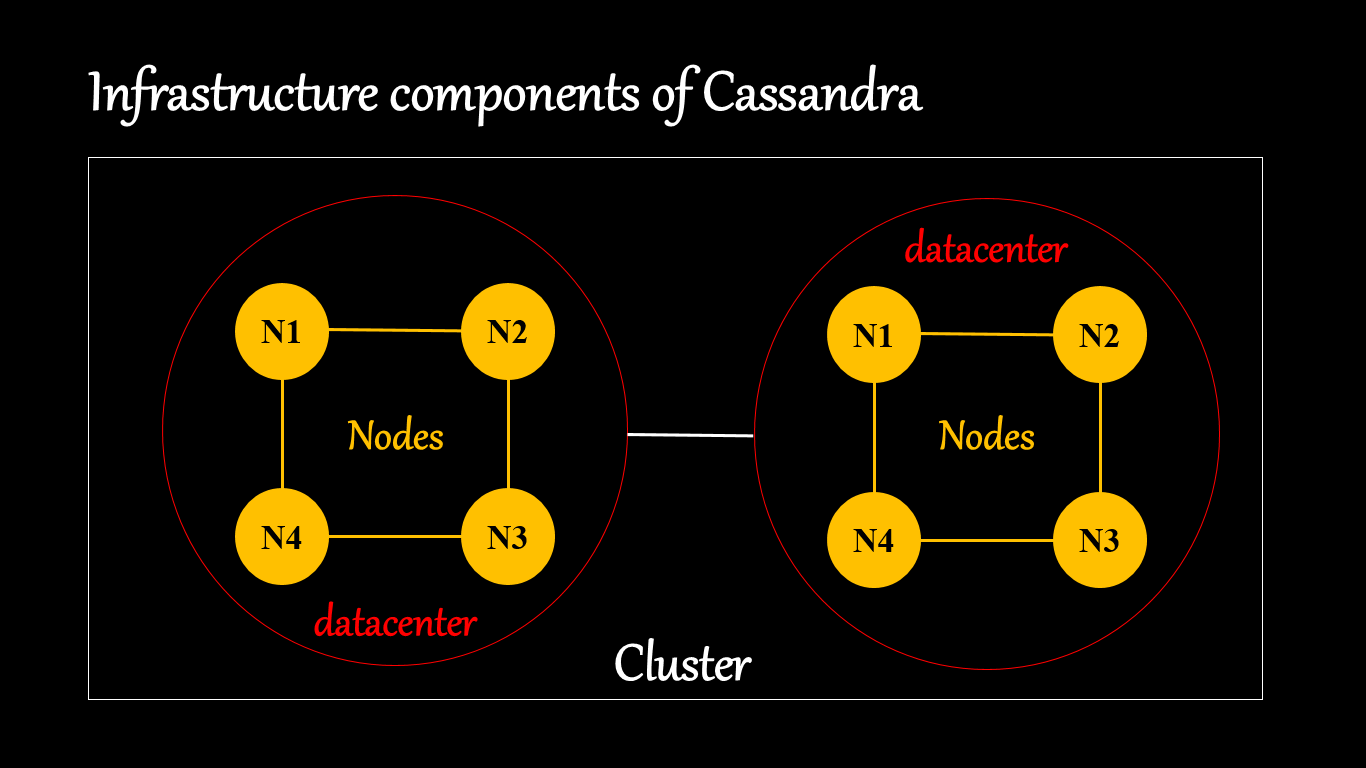 Infrastructure components of Cassandra
datacenter
N1
N2
Nodes
N4
N3
datacenter
N1
N2
Nodes
N4
N3
Cluster